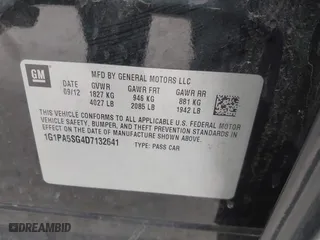 GM
MFD BY GENERAL MOTORS LLC
DATE GVWR GAWR FRT GAWR RR
09/12 1827 KG 946 KG 881 KG
4027 LB 2085 LB 1942 LB
THIS VEHICLE CONFORMS TO ALL APPLICABLE U.S. FEDERAL MOTOR
VEHICLE SAFETY, BUMPER, AND THEFT PREVENTION STANDARDS
IN EFFECT ON THE DATE OF MANUFACTURE SHOWN ABOVE.
1G1PA5SG4D7132641 TYPE: PASS CAR
DEALERHISTORY